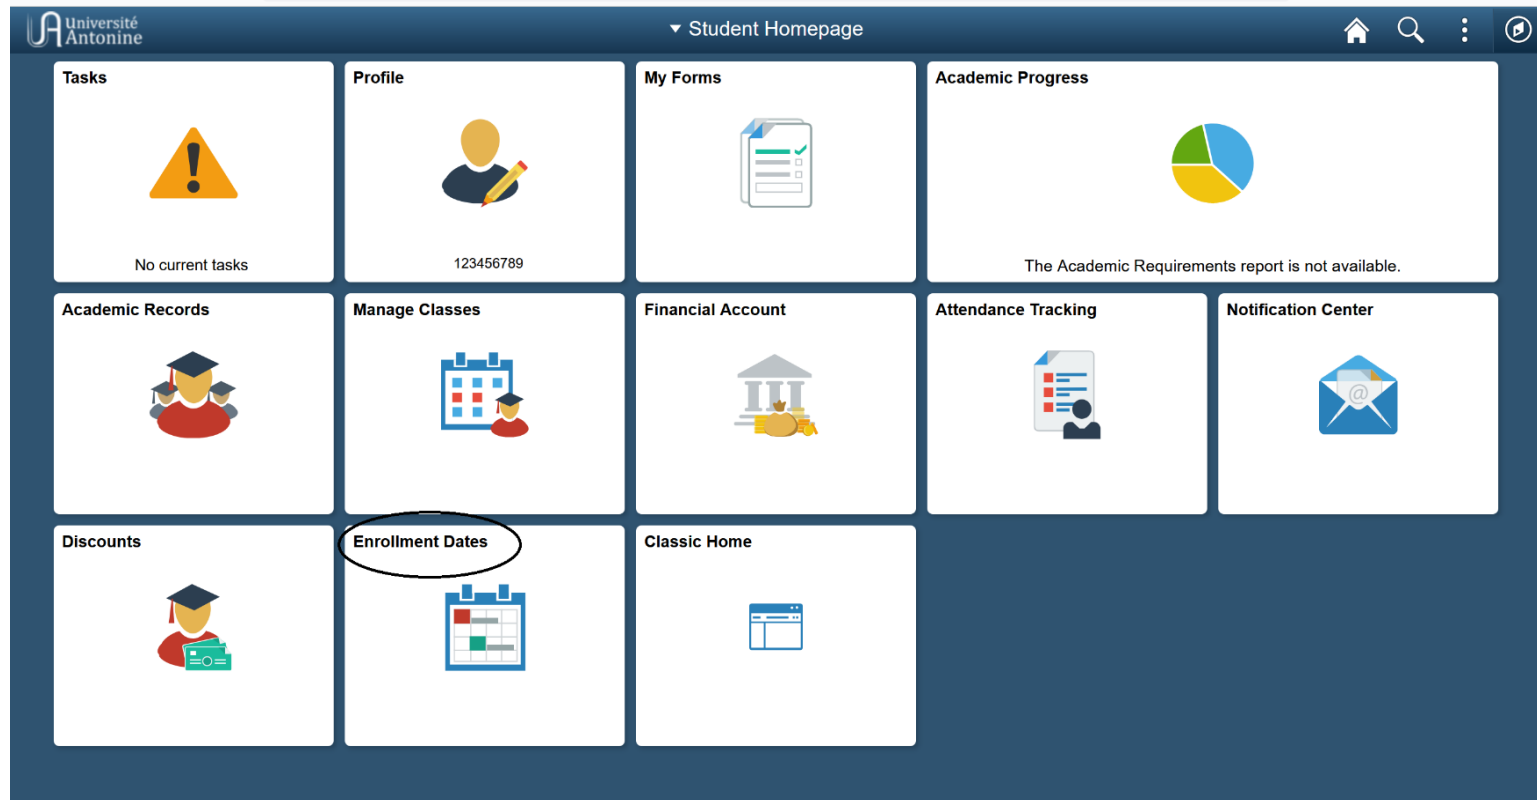 Université
Antonine
Student Homepage
Tasks
No current tasks
Profile
123456789
My Forms
Academic Progress
The Academic Requirements report is not available.
Academic Records
Manage Classes
Financial Account
Attendance Tracking
Notification Center
@
Discounts
Enrollment Dates
Classic Home